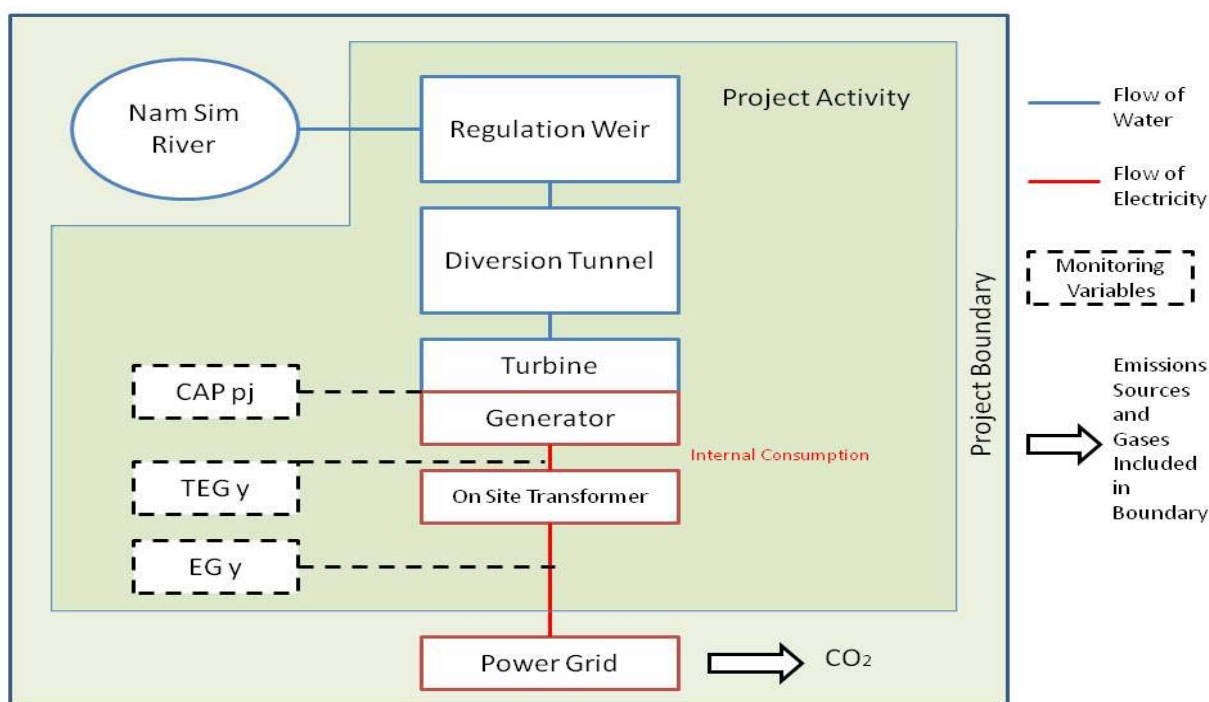 Nam Sim
River
Regulation Weir
Project Activity
Diversion Tunnel
Turbine
CAP pj
Generator
Internal Consumption
TEG y
On Site Transformer
EG y
Power Grid
CO₂
Project Boundary
Flow of
Water
Flow of
Electricity
Monitoring
Variables
Emissions
Sources
and
Gases
Included
in
Boundary